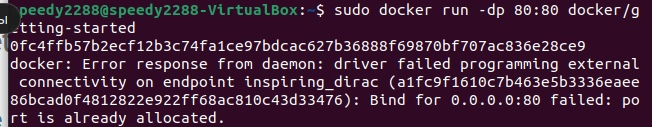 ы
peedy2288@speedy2288-VirtualBox:~$ sudo docker run -dp 80:80 docker/g
tting-started
0fc4ffb57b2ecf12b3c74fa1ce97bdcac627b36888f69870bf707ac836e28ce9
docker: Error response from daemon: driver failed programming external
 connectivity on endpoint inspiring_dirac (a1fc9f1610c7b463e5b3336eaee
86bcad0f4812822e922ff68ac810c43d33476): Bind for 0.0.0.0:80 failed: po
rt is already allocated.